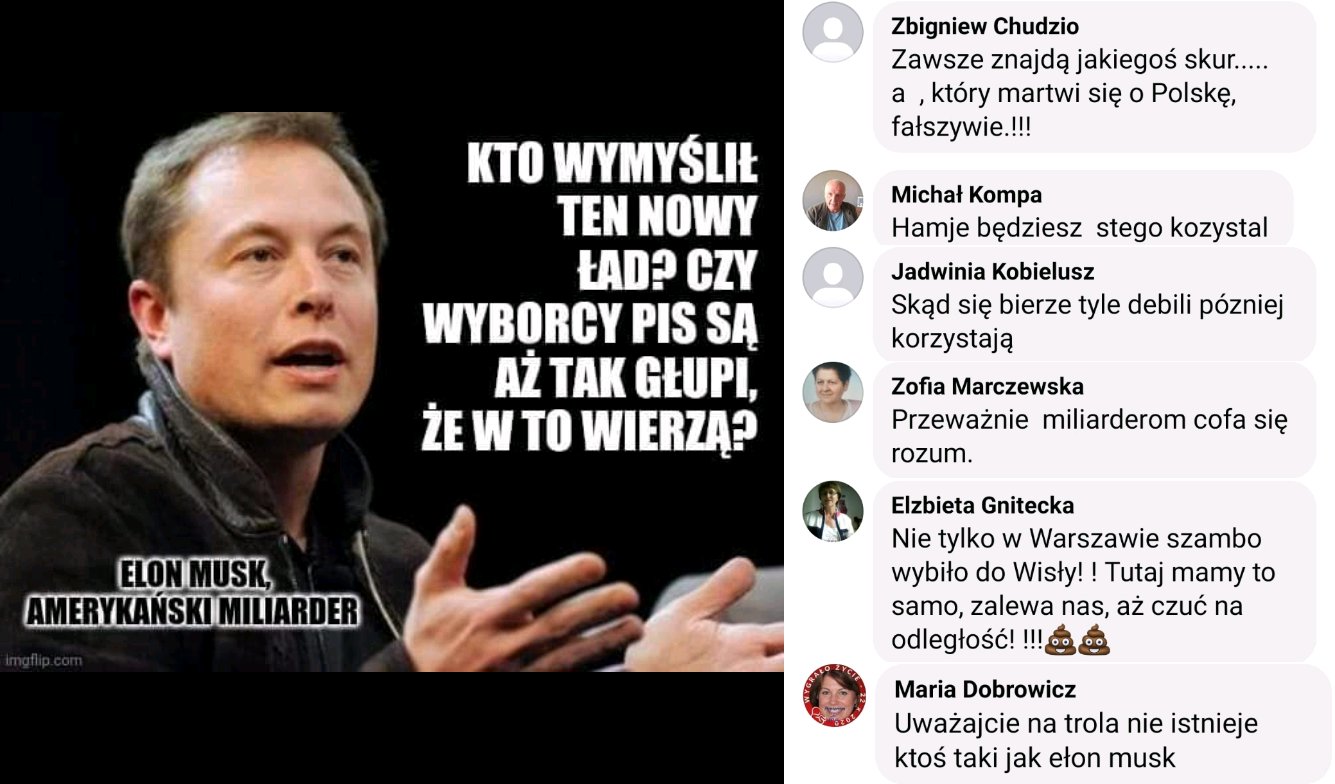 KTO WYMYŚLIŁ
TEN NOWY
ŁAD? CZY
WYBORCY PIS SĄ
AŻ TAK GŁUPI,
ŻE W TO WIERZĄ?
ELON MUSK,
AMERYKAŃSKI MILIARDER
imgflip.com
Zbigniew Chudzio
Zawsze znajdą jakiegoś skur.....
a , który martwi się o Polskę,
fałszywie.!!!
Michał Kompa
Hamje będziesz stego kozystal
Jadwinia Kobielusz
Skąd się bierze tyle debili pózniej
korzystają
Zofia Marczewska
Przeważnie miliarderom cofa się
rozum.
Elzbieta Gnitecka
Nie tylko w Warszawie szambo
wybiło do Wisły! ! Tutaj mamy to
samo, zalewa nas, aż czuć na
odległość! !!!💩💩
Maria Dobrowicz
Uważajcie na trola nie istnieje
ktoś taki jak ełon musk
WYGRAŁO ŻYCIE - 22 X 2020